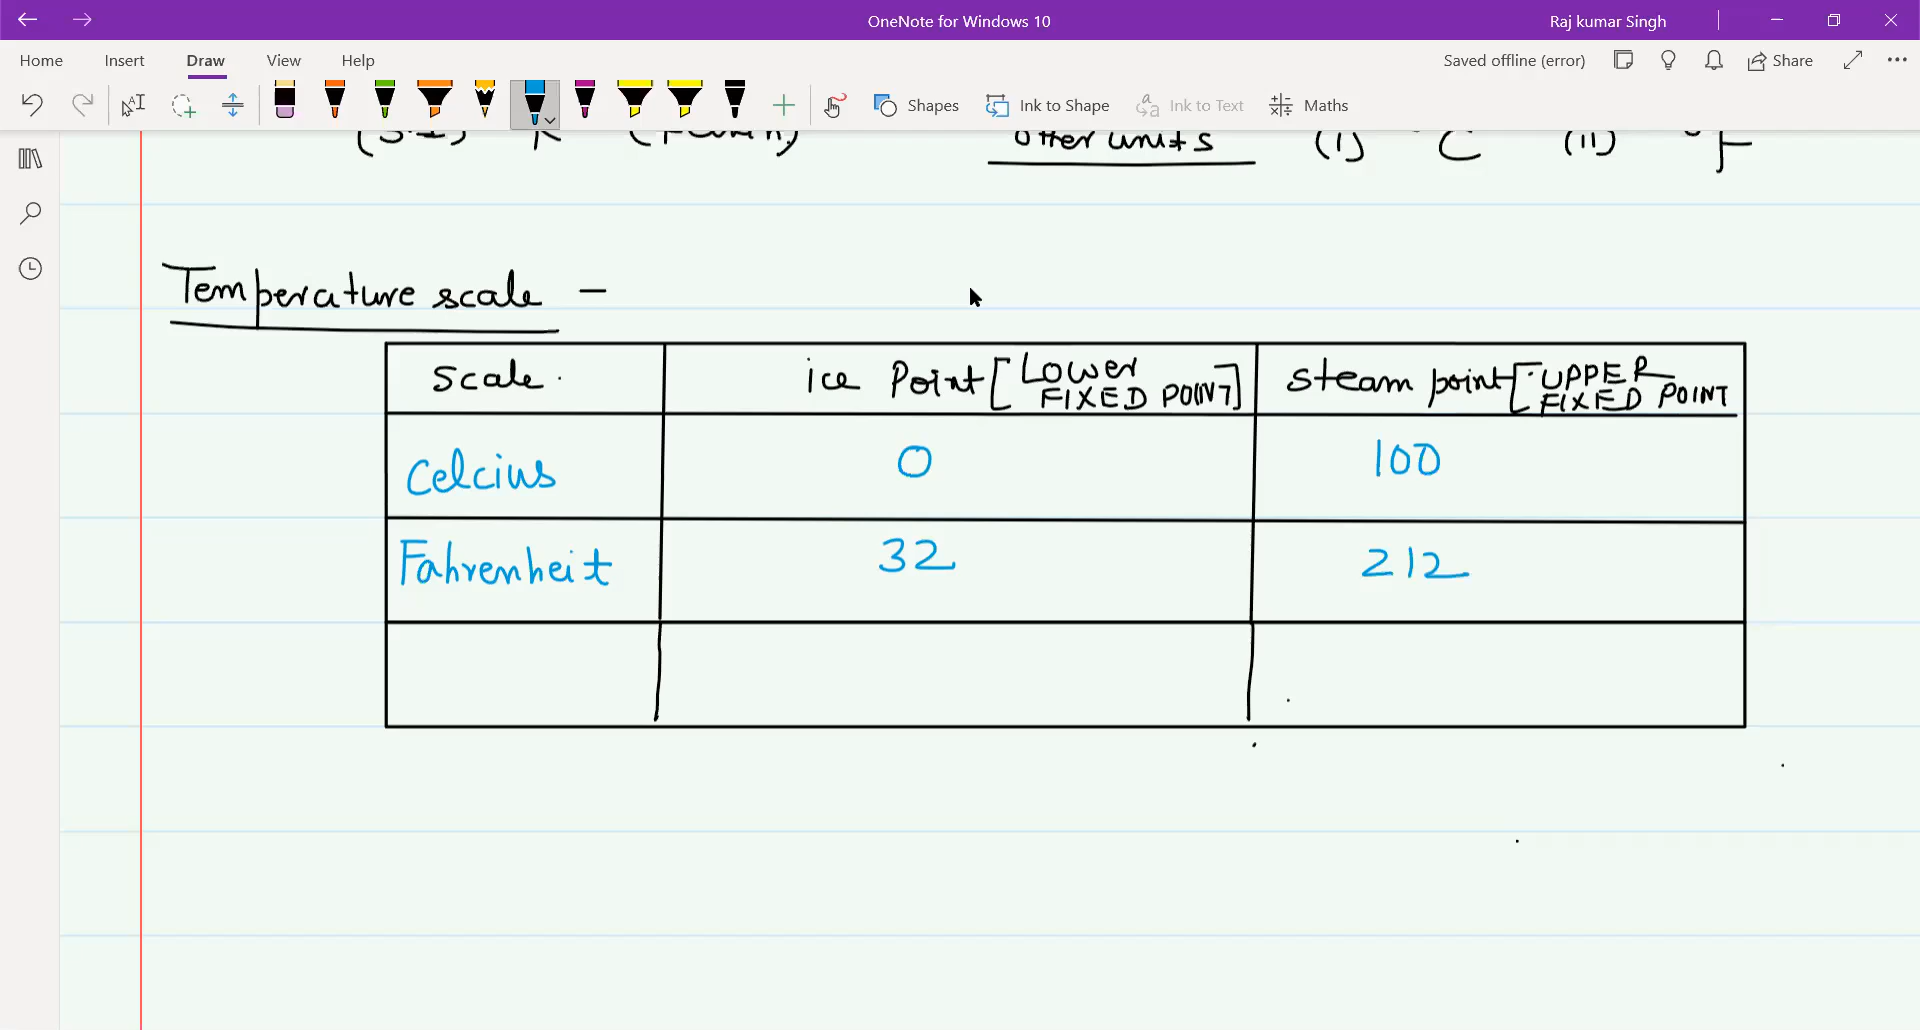 OneNote for Windows 10
Raj kumar Singh
Home Insert Draw View Help
Saved offline (error) Share
Shapes Ink to Shape Ink to Text Maths
(S.I) K
other units (i) °C (ii) °F
Temperature scale –
scale. ice Point [LOWER FIXED POINT] steam point [UPPER FIXED POINT
Celcius 0 100
Fahrenheit 32 212